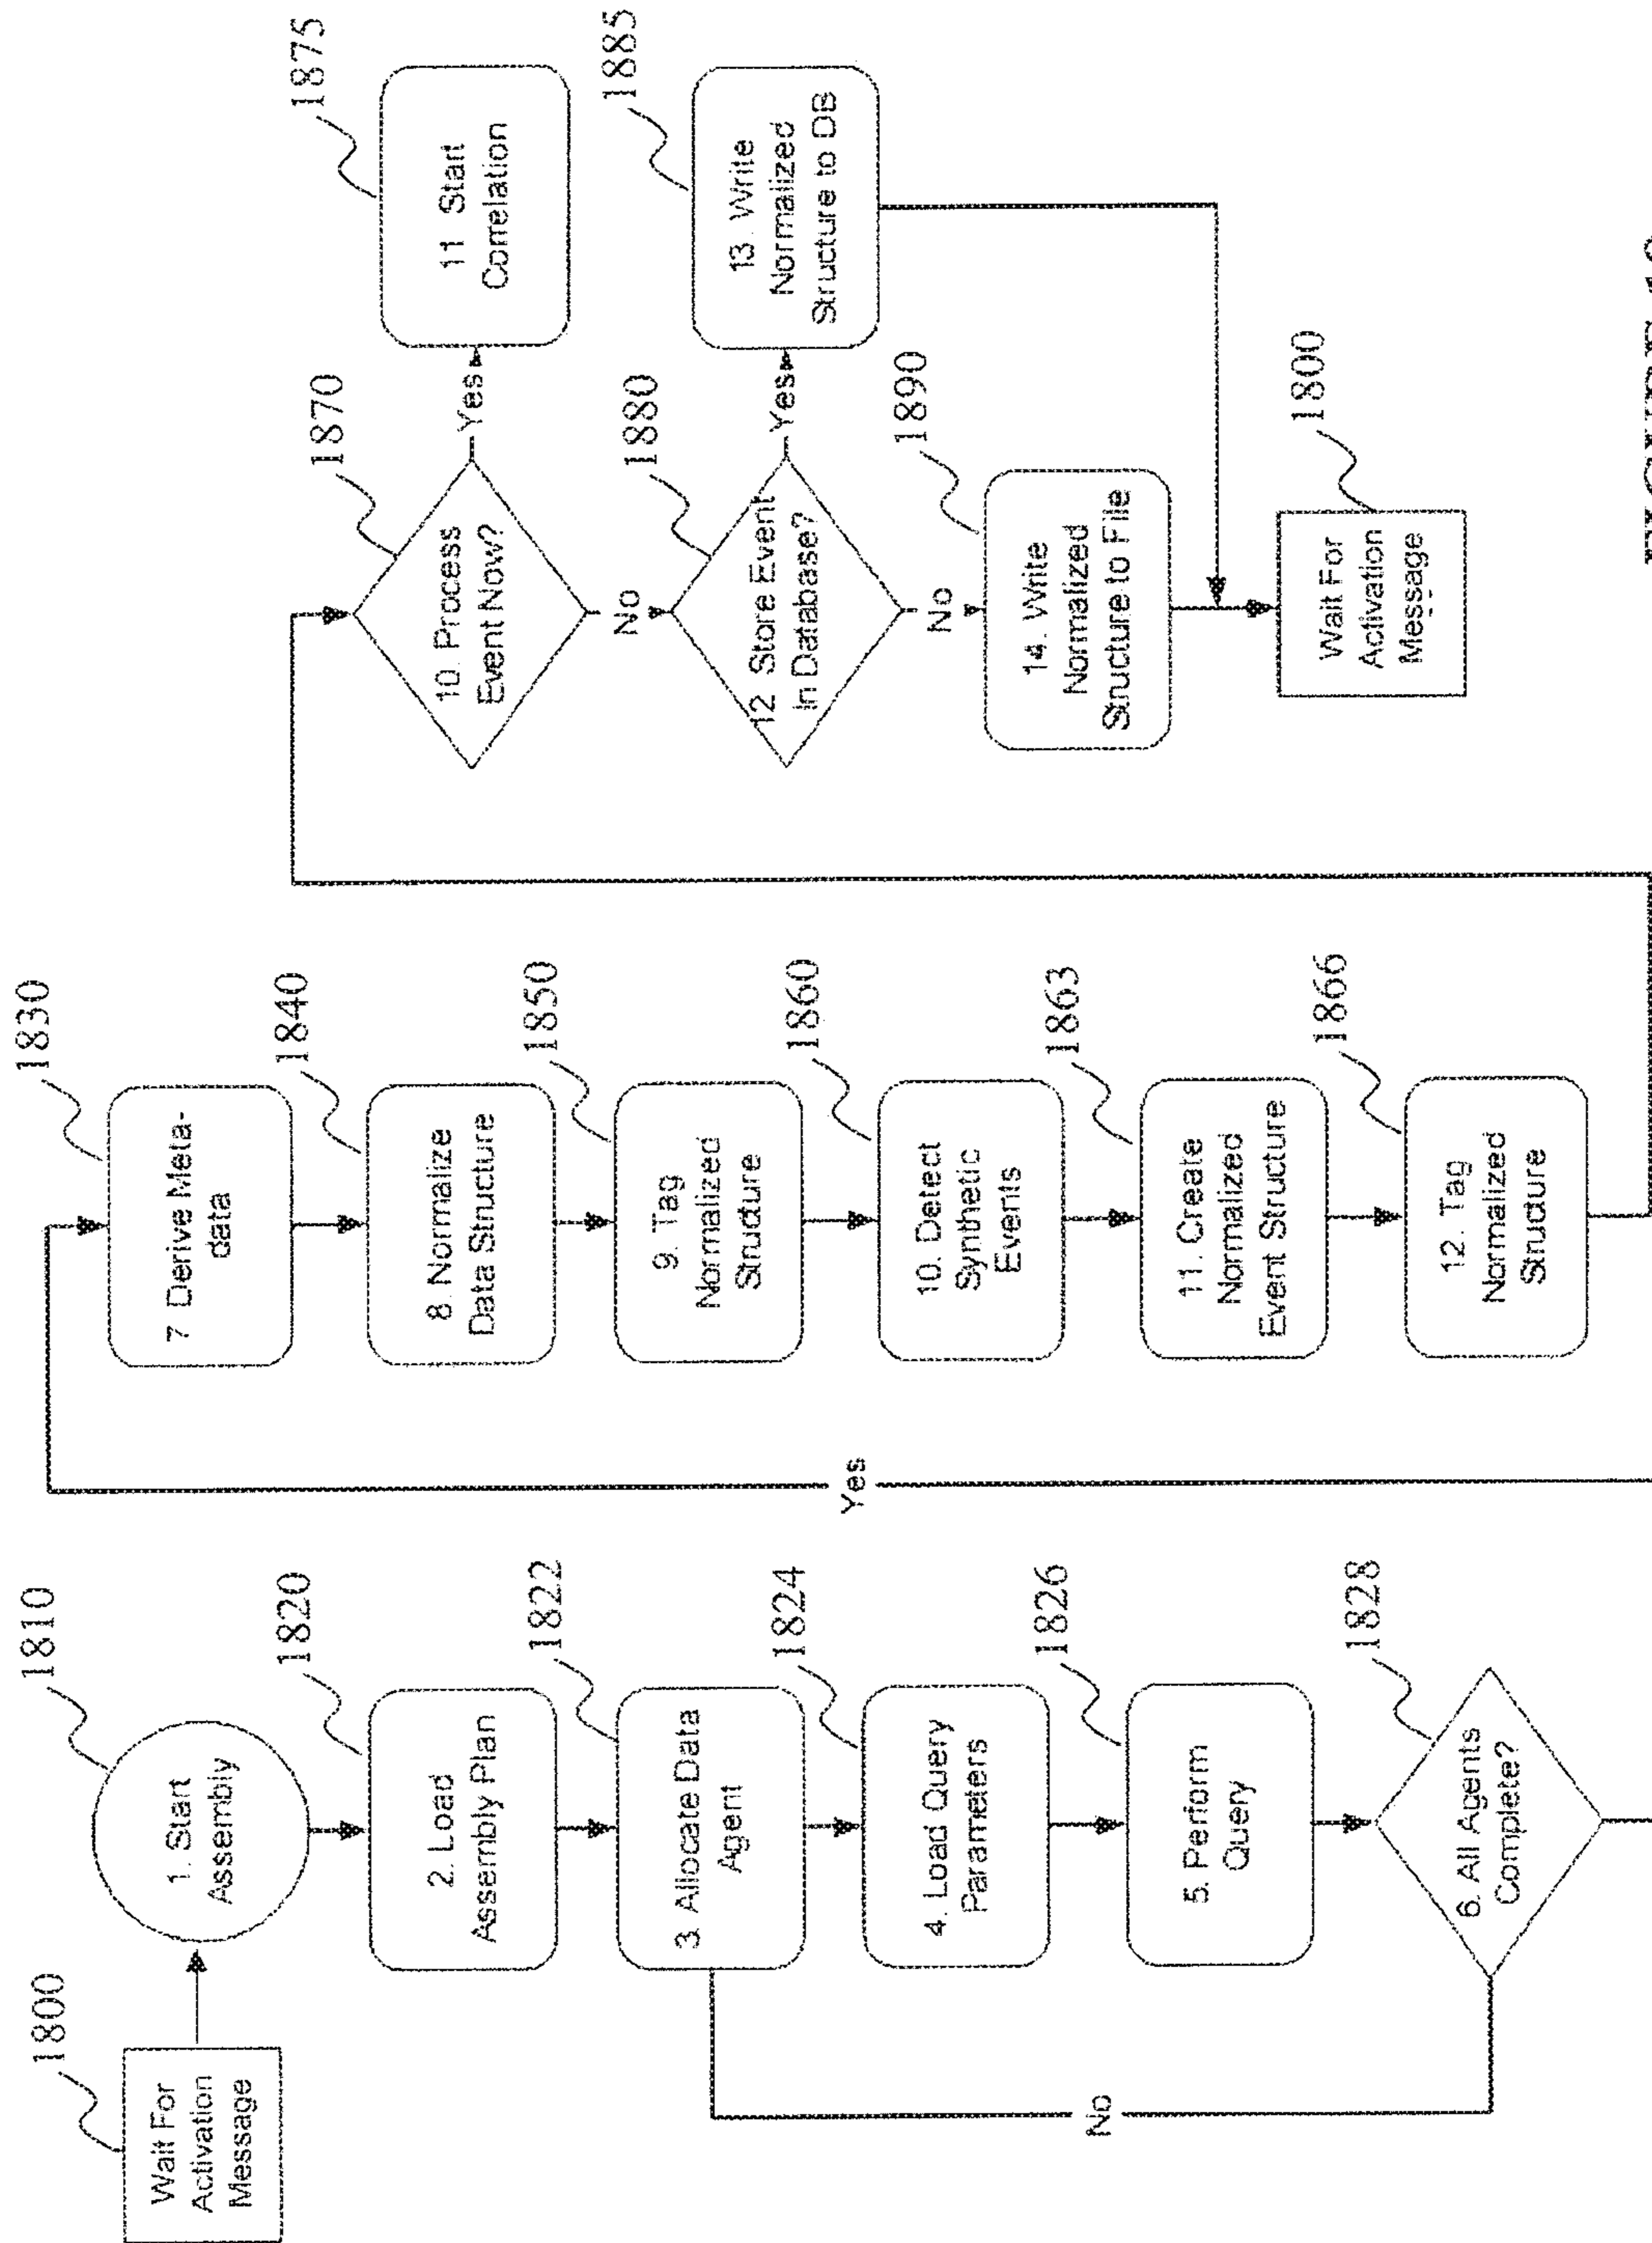 1800
Wait For
Activation
Message
1810
1. Start
Assembly
1820
2. Load
Assembly Plan
1822
3. Allocate Data
Agent
1824
4. Load Query
Parameters
1826
5. Perform
Query
1828
6. All Agents
Complete?
No
Yes
1830
7 Derive Meta-
data
1840
8. Normalize
Data Structure
1850
9. Tag
Normalized
Structure
1860
10. Detect
Synthetic
Events
1863
11. Create
Normalized
Event Structure
1866
12. Tag
Normalized
Structure
1870
10. Process
Event Now?
Yes
1875
11 Start
Correlation
No
1880
12 Store Event
In Database?
Yes
1885
13. Write
Normalized
Structure to DB
No
1890
14. Write
Normalized
Structure to File
1800
Wait For
Activation
Message